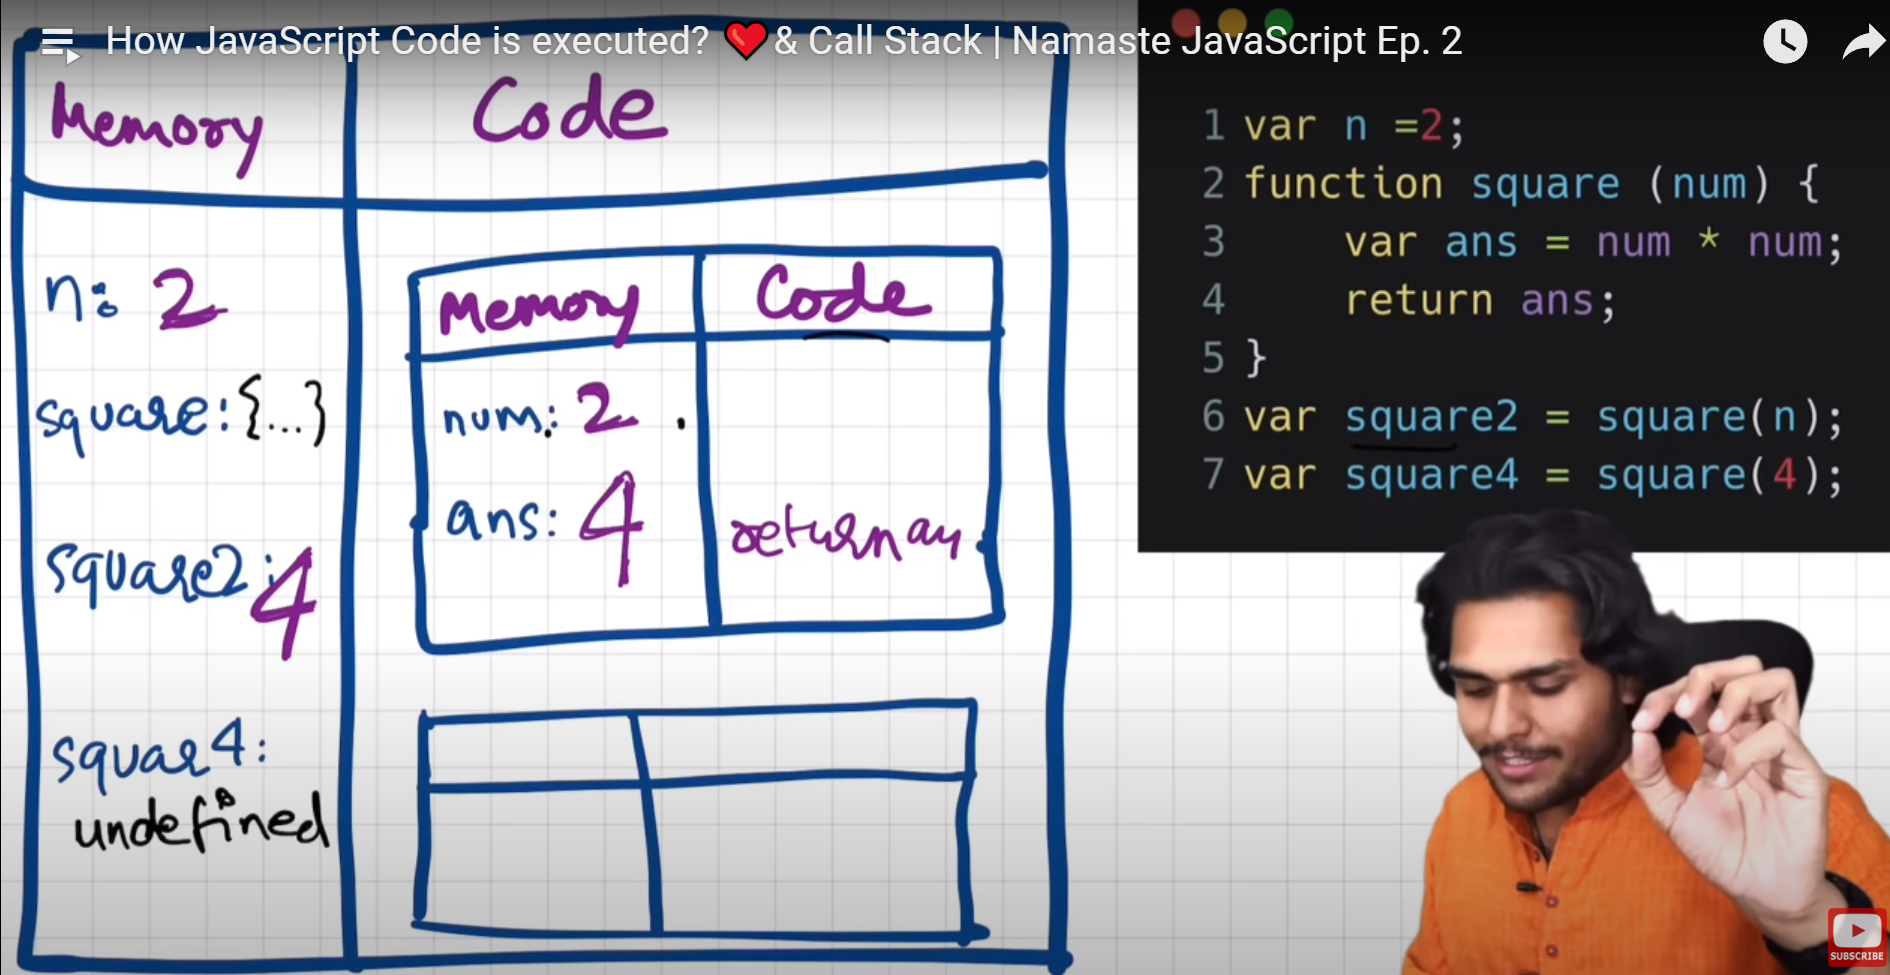 How JavaScript Code is executed? ❤️& Call Stack | Namaste JavaScript Ep. 2
Memory
Code
n: 2
square:{...}
square2: 4
squar4:
undefined
Memory
Code
num: 2
ans: 4
return an
1 var n =2;
2 function square (num) {
3 var ans = num * num;
4 return ans;
5 }
6 var square2 = square(n);
7 var square4 = square(4);
SUBSCRIBE